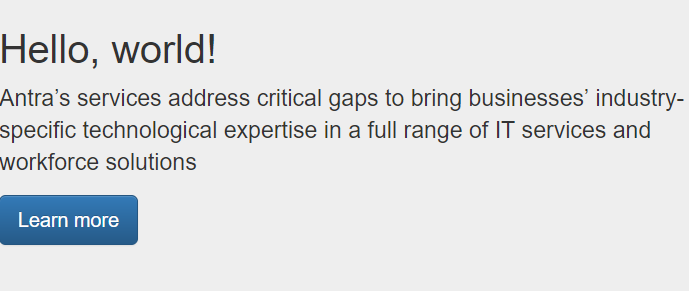 Hello, world!
Antra’s services address critical gaps to bring businesses’ industry-
specific technological expertise in a full range of IT services and
workforce solutions
Learn more